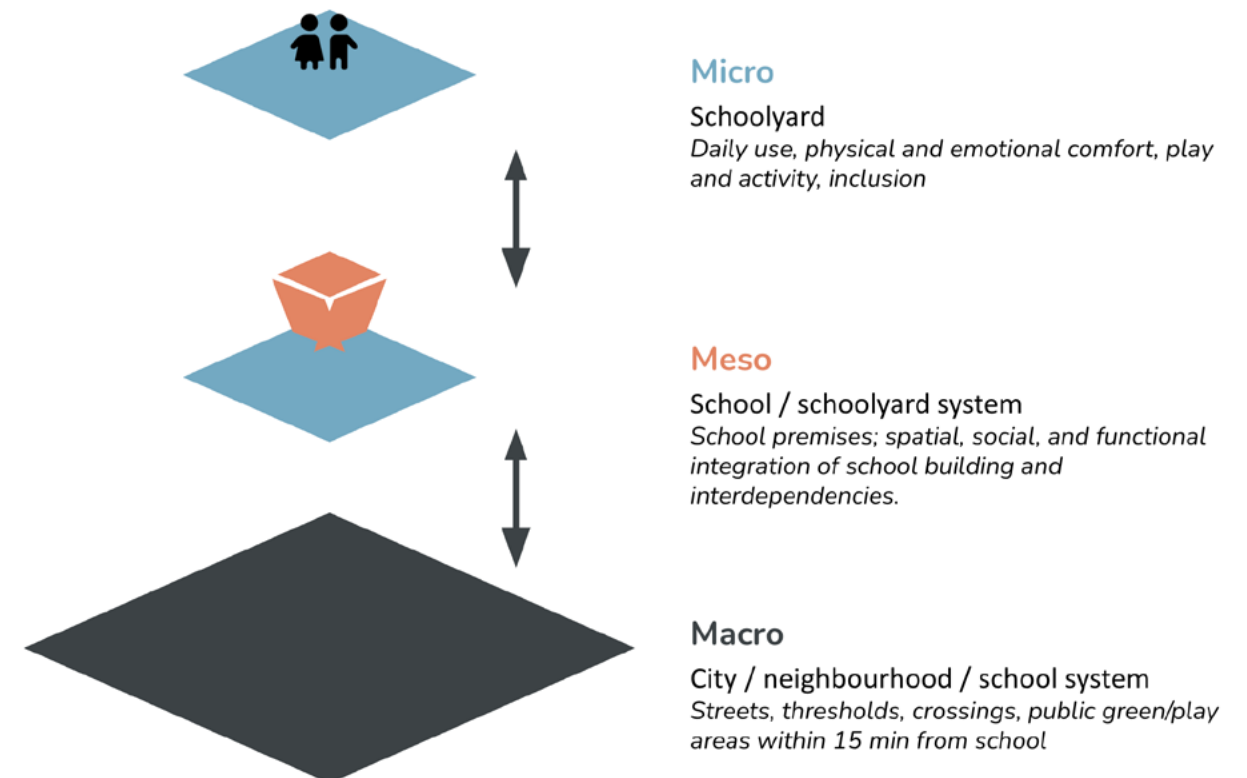 Micro
Schoolyard
Daily use, physical and emotional comfort, play
and activity, inclusion
Meso
School / schoolyard system
School premises; spatial, social, and functional
integration of school building and
interdependencies.
Macro
City / neighbourhood / school system
Streets, thresholds, crossings, public green/play
areas within 15 min from school